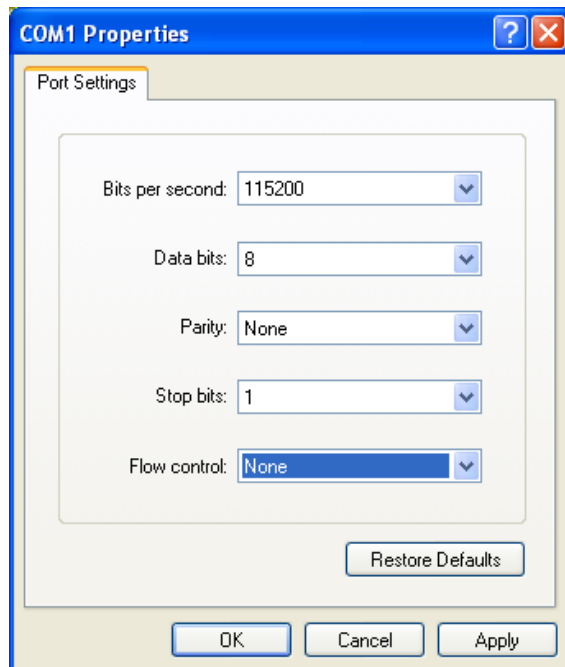 COM1 Properties
Port Settings
Bits per second: 115200
Data bits: 8
Parity: None
Stop bits: 1
Flow control: None
Restore Defaults
OK Cancel Apply